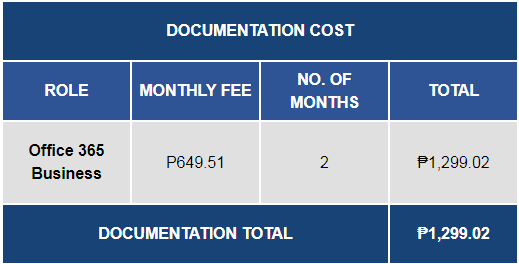 DOCUMENTATION COST
ROLE MONTHLY FEE NO. OF MONTHS TOTAL
Office 365 Business P649.51 2 ₱1,299.02
DOCUMENTATION TOTAL ₱1,299.02